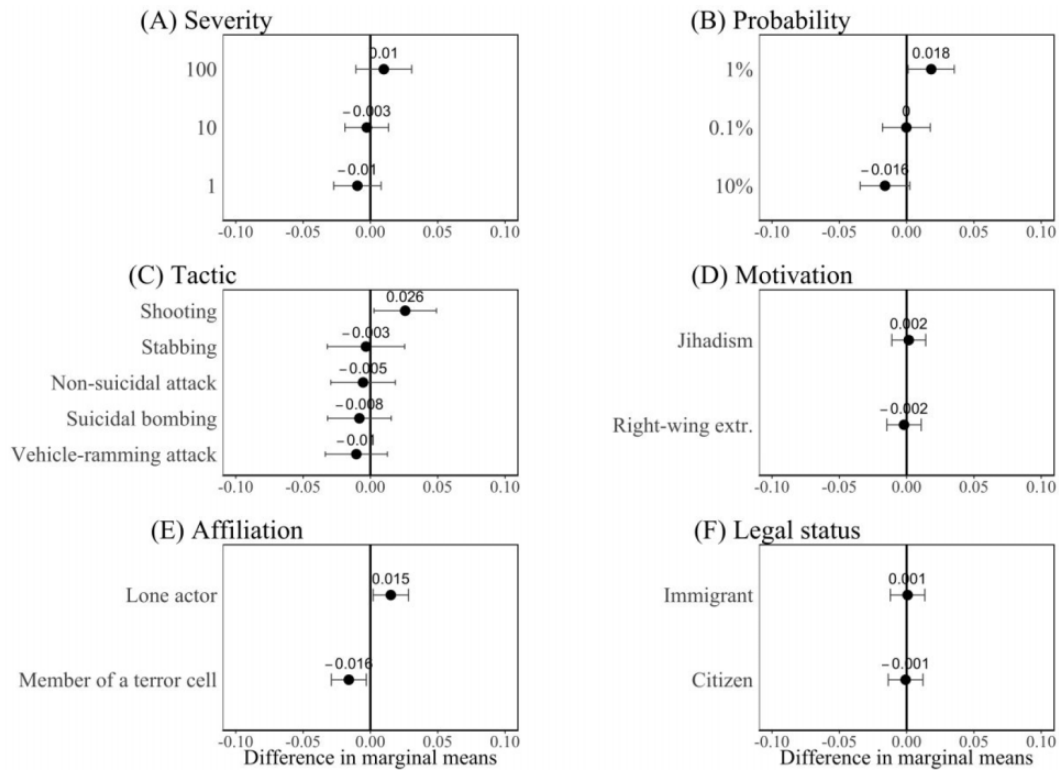 (A) Severity
0.01
100
−0.003
10
−0.01
1
-0.10 -0.05 0.00 0.05 0.10
(B) Probability
0.018
1%
0
0.1%
−0.016
10%
-0.10 -0.05 0.00 0.05 0.10
(C) Tactic
0.026
Shooting
−0.003
Stabbing
−0.005
Non-suicidal attack
−0.008
Suicidal bombing
−0.01
Vehicle-ramming attack
-0.10 -0.05 0.00 0.05 0.10
(D) Motivation
0.002
Jihadism
−0.002
Right-wing extr.
-0.10 -0.05 0.00 0.05 0.10
(E) Affiliation
0.015
Lone actor
−0.016
Member of a terror cell
-0.10 -0.05 0.00 0.05 0.10
Difference in marginal means
(F) Legal status
0.001
Immigrant
−0.001
Citizen
-0.10 -0.05 0.00 0.05 0.10
Difference in marginal means